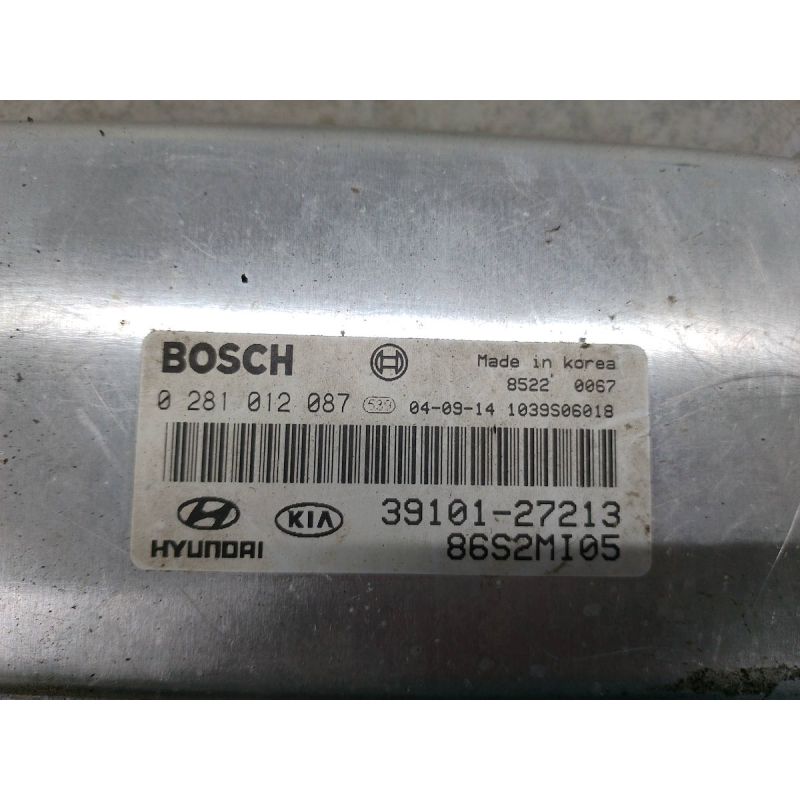 BOSCH Made in Korea
8522 0067
0 281 012 087 539 04-09-14 1039S06018
HYUNDAI KIA 39101-27213
86S2MI05